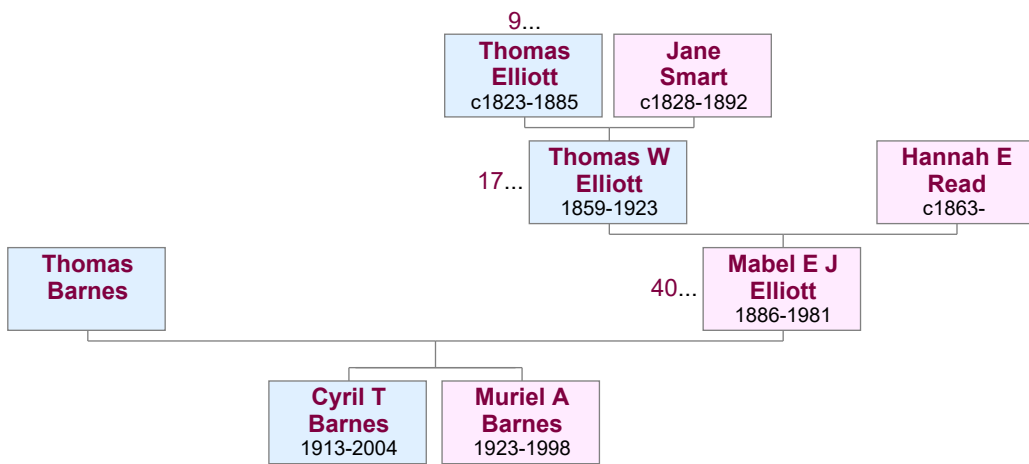 9...
Thomas
Elliott
c1823-1885
Jane
Smart
c1828-1892
17...
Thomas W
Elliott
1859-1923
Hannah E
Read
c1863-
Thomas
Barnes
40...
Mabel E J
Elliott
1886-1981
Cyril T
Barnes
1913-2004
Muriel A
Barnes
1923-1998